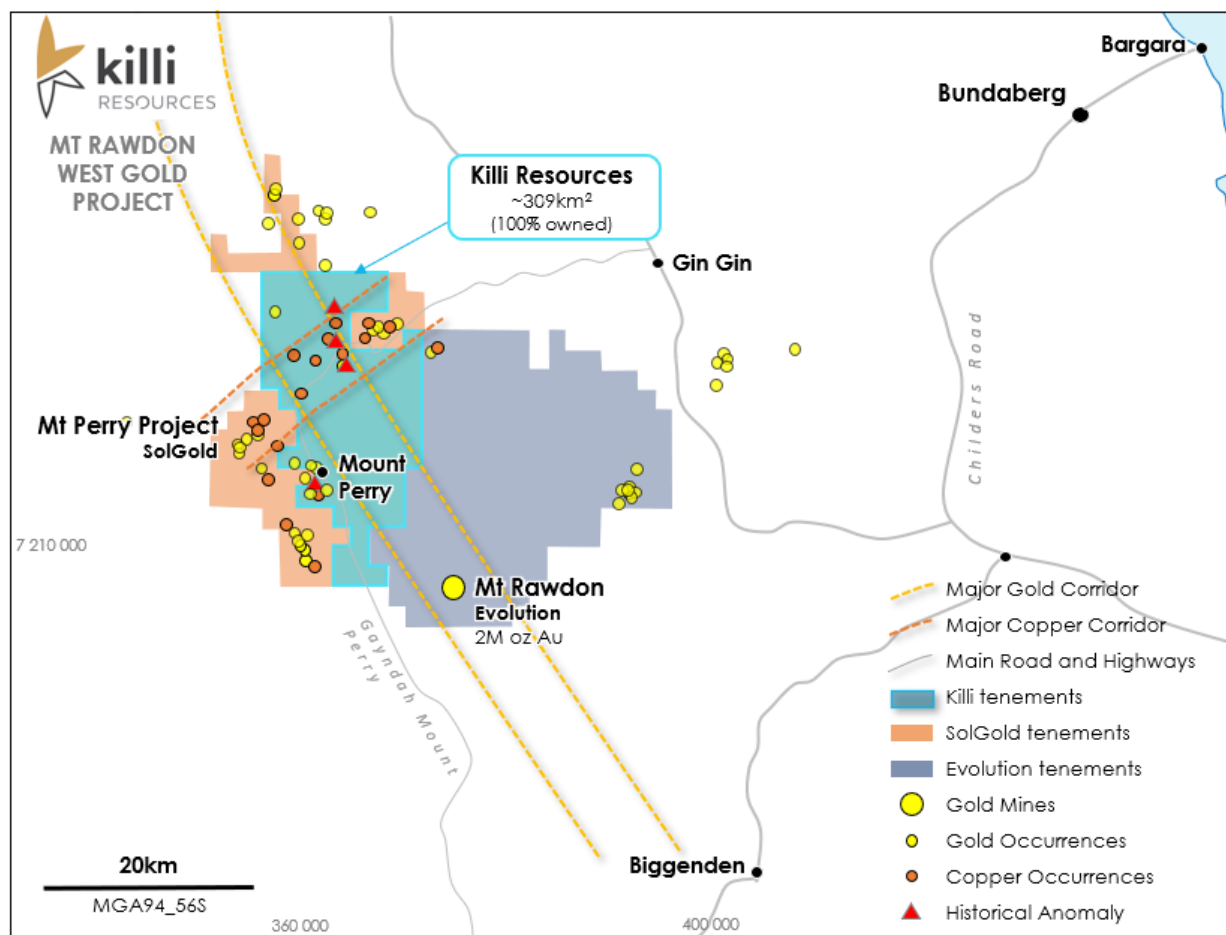 killi
RESOURCES
MT RAWDON
WEST GOLD
PROJECT
Bargara
Bundaberg
Killi Resources
~309km²
(100% owned)
Gin Gin
Childers Road
Mt Perry Project
SolGold
Mount
Perry
7 210 000
Mt Rawdon
Evolution
2M oz Au
Gayndah Mount
Perry
Major Gold Corridor
Major Copper Corridor
Main Road and Highways
Killi tenements
SolGold tenements
Evolution tenements
Gold Mines
Gold Occurrences
Copper Occurrences
Historical Anomaly
Biggenden
20km
MGA94_56S
360 000
400 000